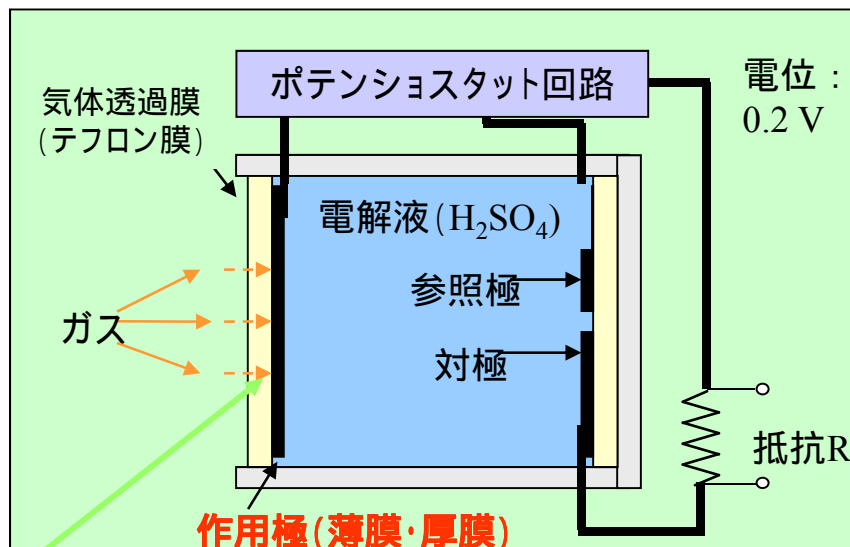 ポテンショスタット回路
電位：
0.2 V
気体透過膜
(テフロン膜)
電解液(H₂SO₄)
参照極
ガス
対極
抵抗R
作用極(薄膜･厚膜)